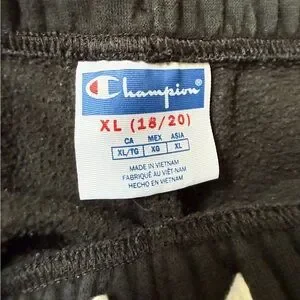 Champion
XL (18/20)
CA MEX ASIA
XL/TG XG XL
MADE IN VIETNAM
FABRIQUÉ AU VIÊT-NAM
HECHO EN VIETNAM